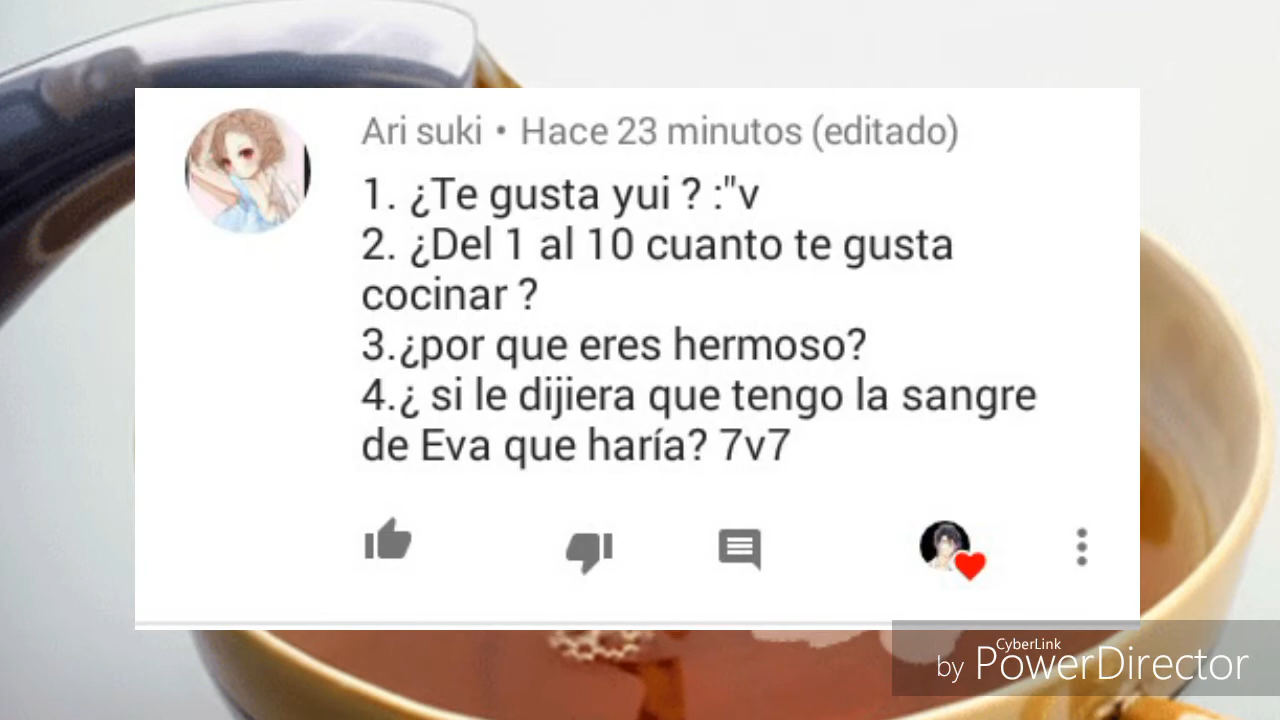 Ari suki • Hace 23 minutos (editado)
1. ¿Te gusta yui ? :"v
2. ¿Del 1 al 10 cuanto te gusta
cocinar ?
3.¿por que eres hermoso?
4.¿ si le dijiera que tengo la sangre
de Eva que haría? 7v7
CyberLink
by PowerDirector